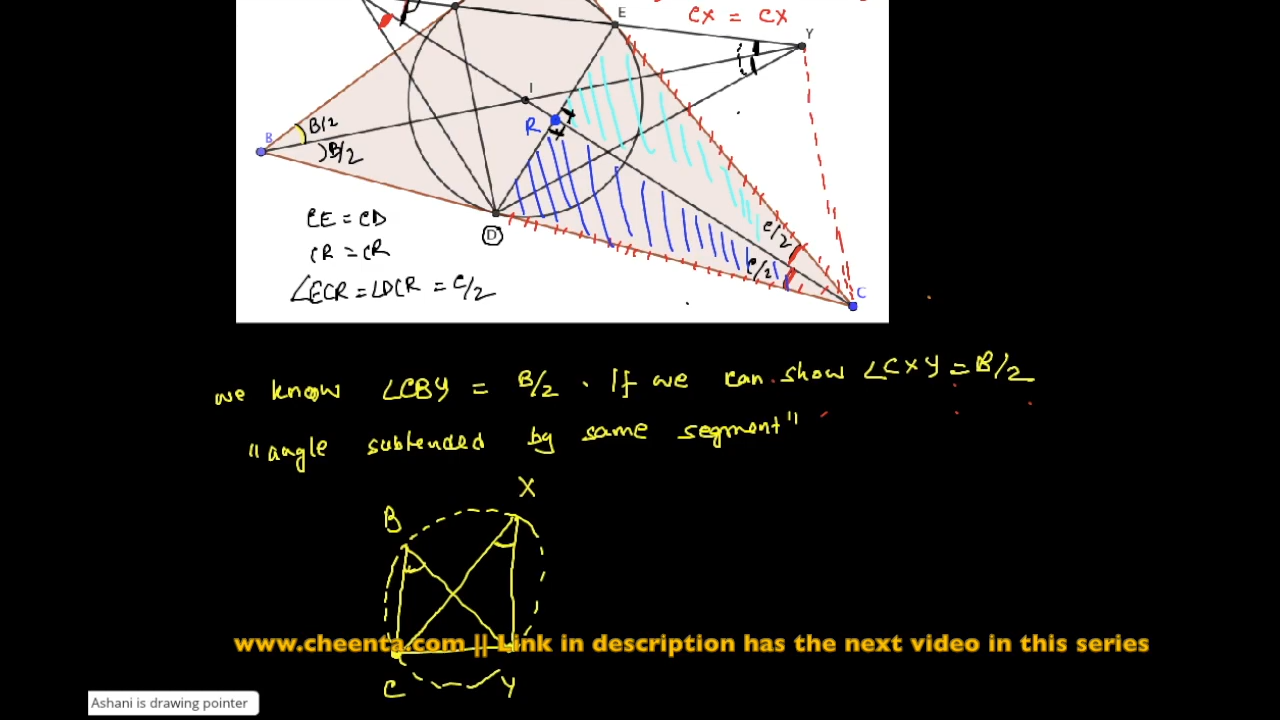 CX = CX
E
Y
I
R
B
B/2
B/2
CE = CD
D
CR = CR
C/2
C/2
∠ECR = ∠DCR = C/2
C
we know ∠CBY = B/2 . If we can show ∠CXY = B/2
"angle subtended by same segment"
X
B
www.cheenta.com || Link in description has the next video in this series
C Y
Ashani is drawing pointer